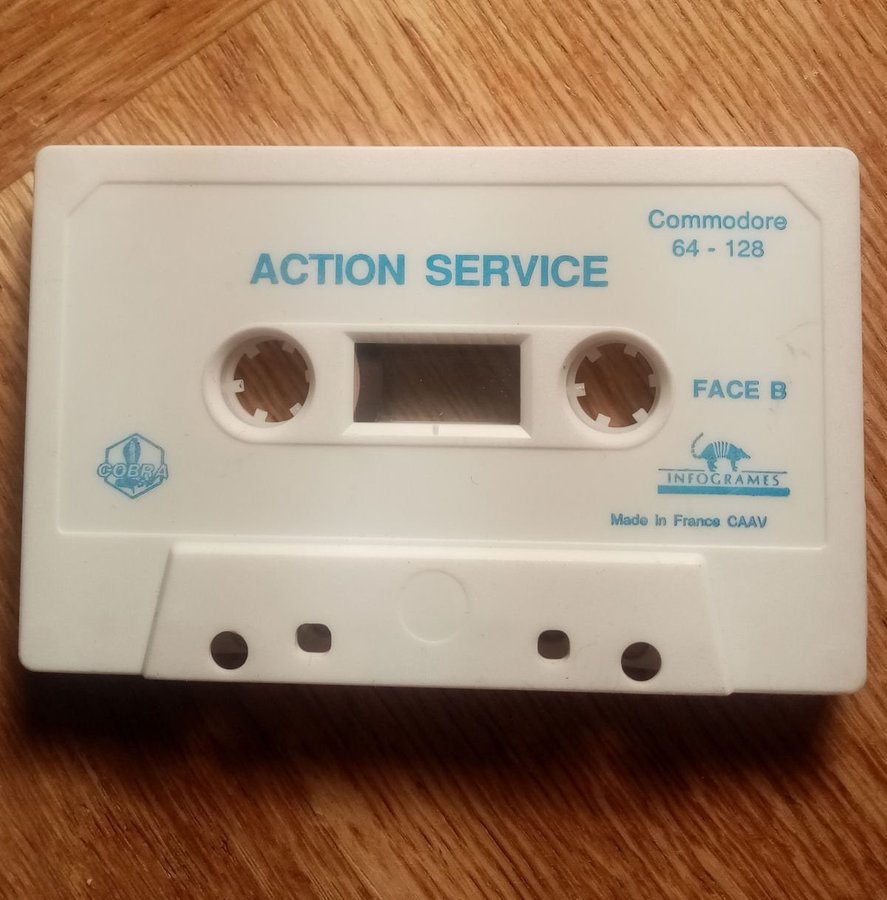 Commodore
64 - 128
ACTION SERVICE
FACE B
COBRA
INFOGRAMES
Made in France CAAV